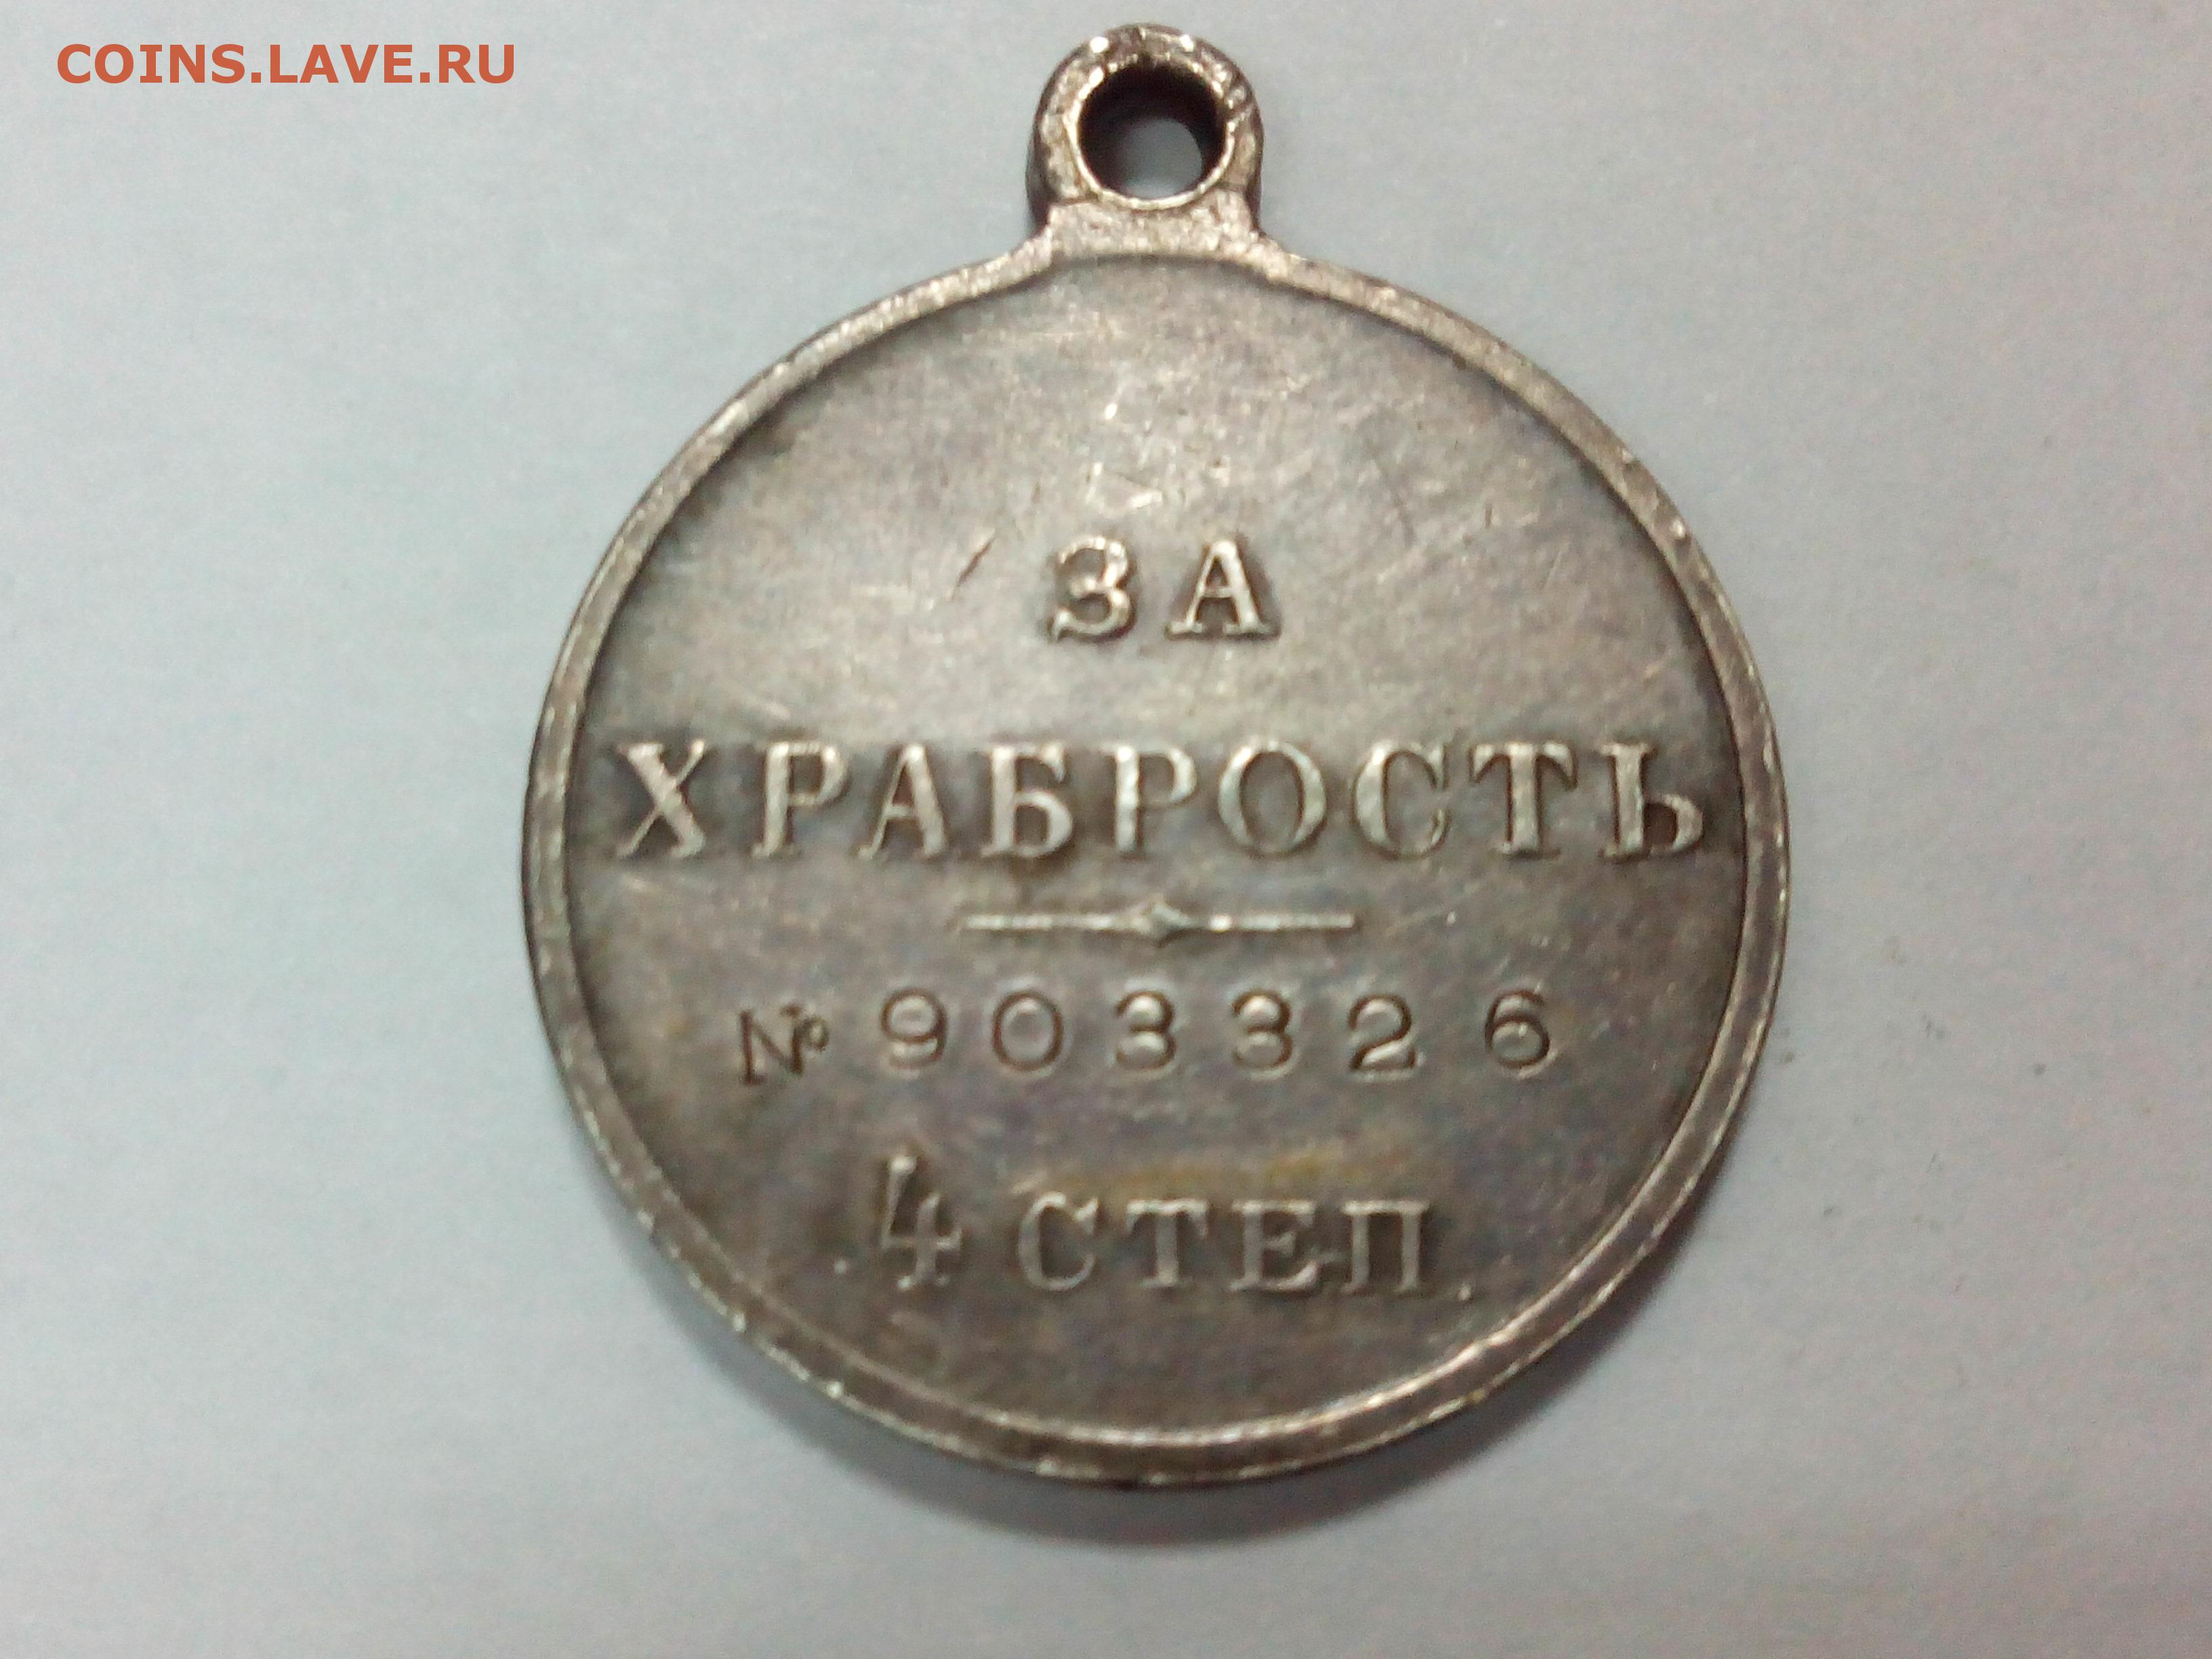 COINS.LAVE.RU
ЗА
ХРАБРОСТЬ
№ 903326
4 СТЕП.